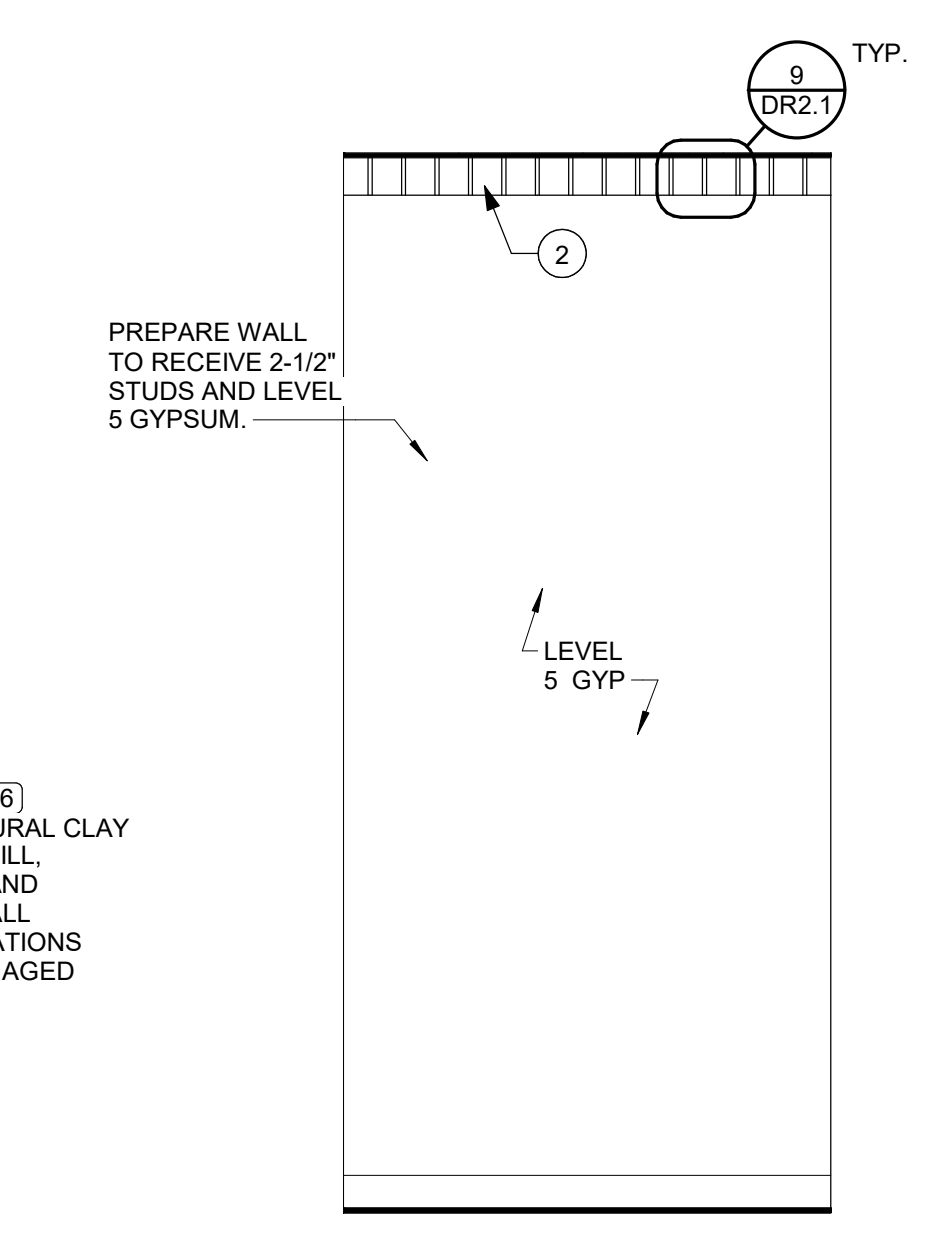 TYP.
9
DR2.1
2
PREPARE WALL
TO RECEIVE 2-1/2"
STUDS AND LEVEL
5 GYPSUM.
LEVEL
5 GYP
6
URAL CLAY
ILL,
AND
ALL
ATIONS
AGED